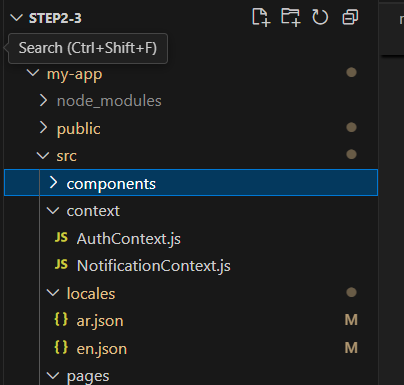 STEP2-3
Search (Ctrl+Shift+F)
my-app
node_modules
public
src
components
context
JS AuthContext.js
JS NotificationContext.js
locales
{} ar.json M
{} en.json M
pages